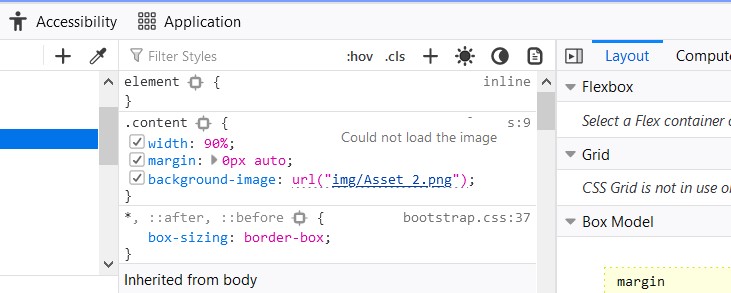 Accessibility Application
Filter Styles :hov .cls Layout Compute
element { inline
}
.content { s:9
Could not load the image
width: 90%;
margin: 0px auto;
background-image: url("img/Asset 2.png");
}
*, ::after, ::before { bootstrap.css:37
box-sizing: border-box;
}
Inherited from body
Flexbox
Select a Flex container
Grid
CSS Grid is not in use
Box Model
margin